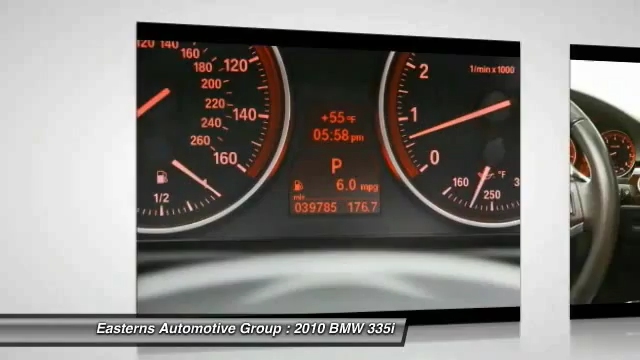 120 140
160
180 120
200
220 140
240
260 160
1/2
+55°F
05:58 pm
P
6.0 mpg
mls
039785 176.7
2
1/min x 1000
1
0
160 °F
250
Easterns Automotive Group : 2010 BMW 335i